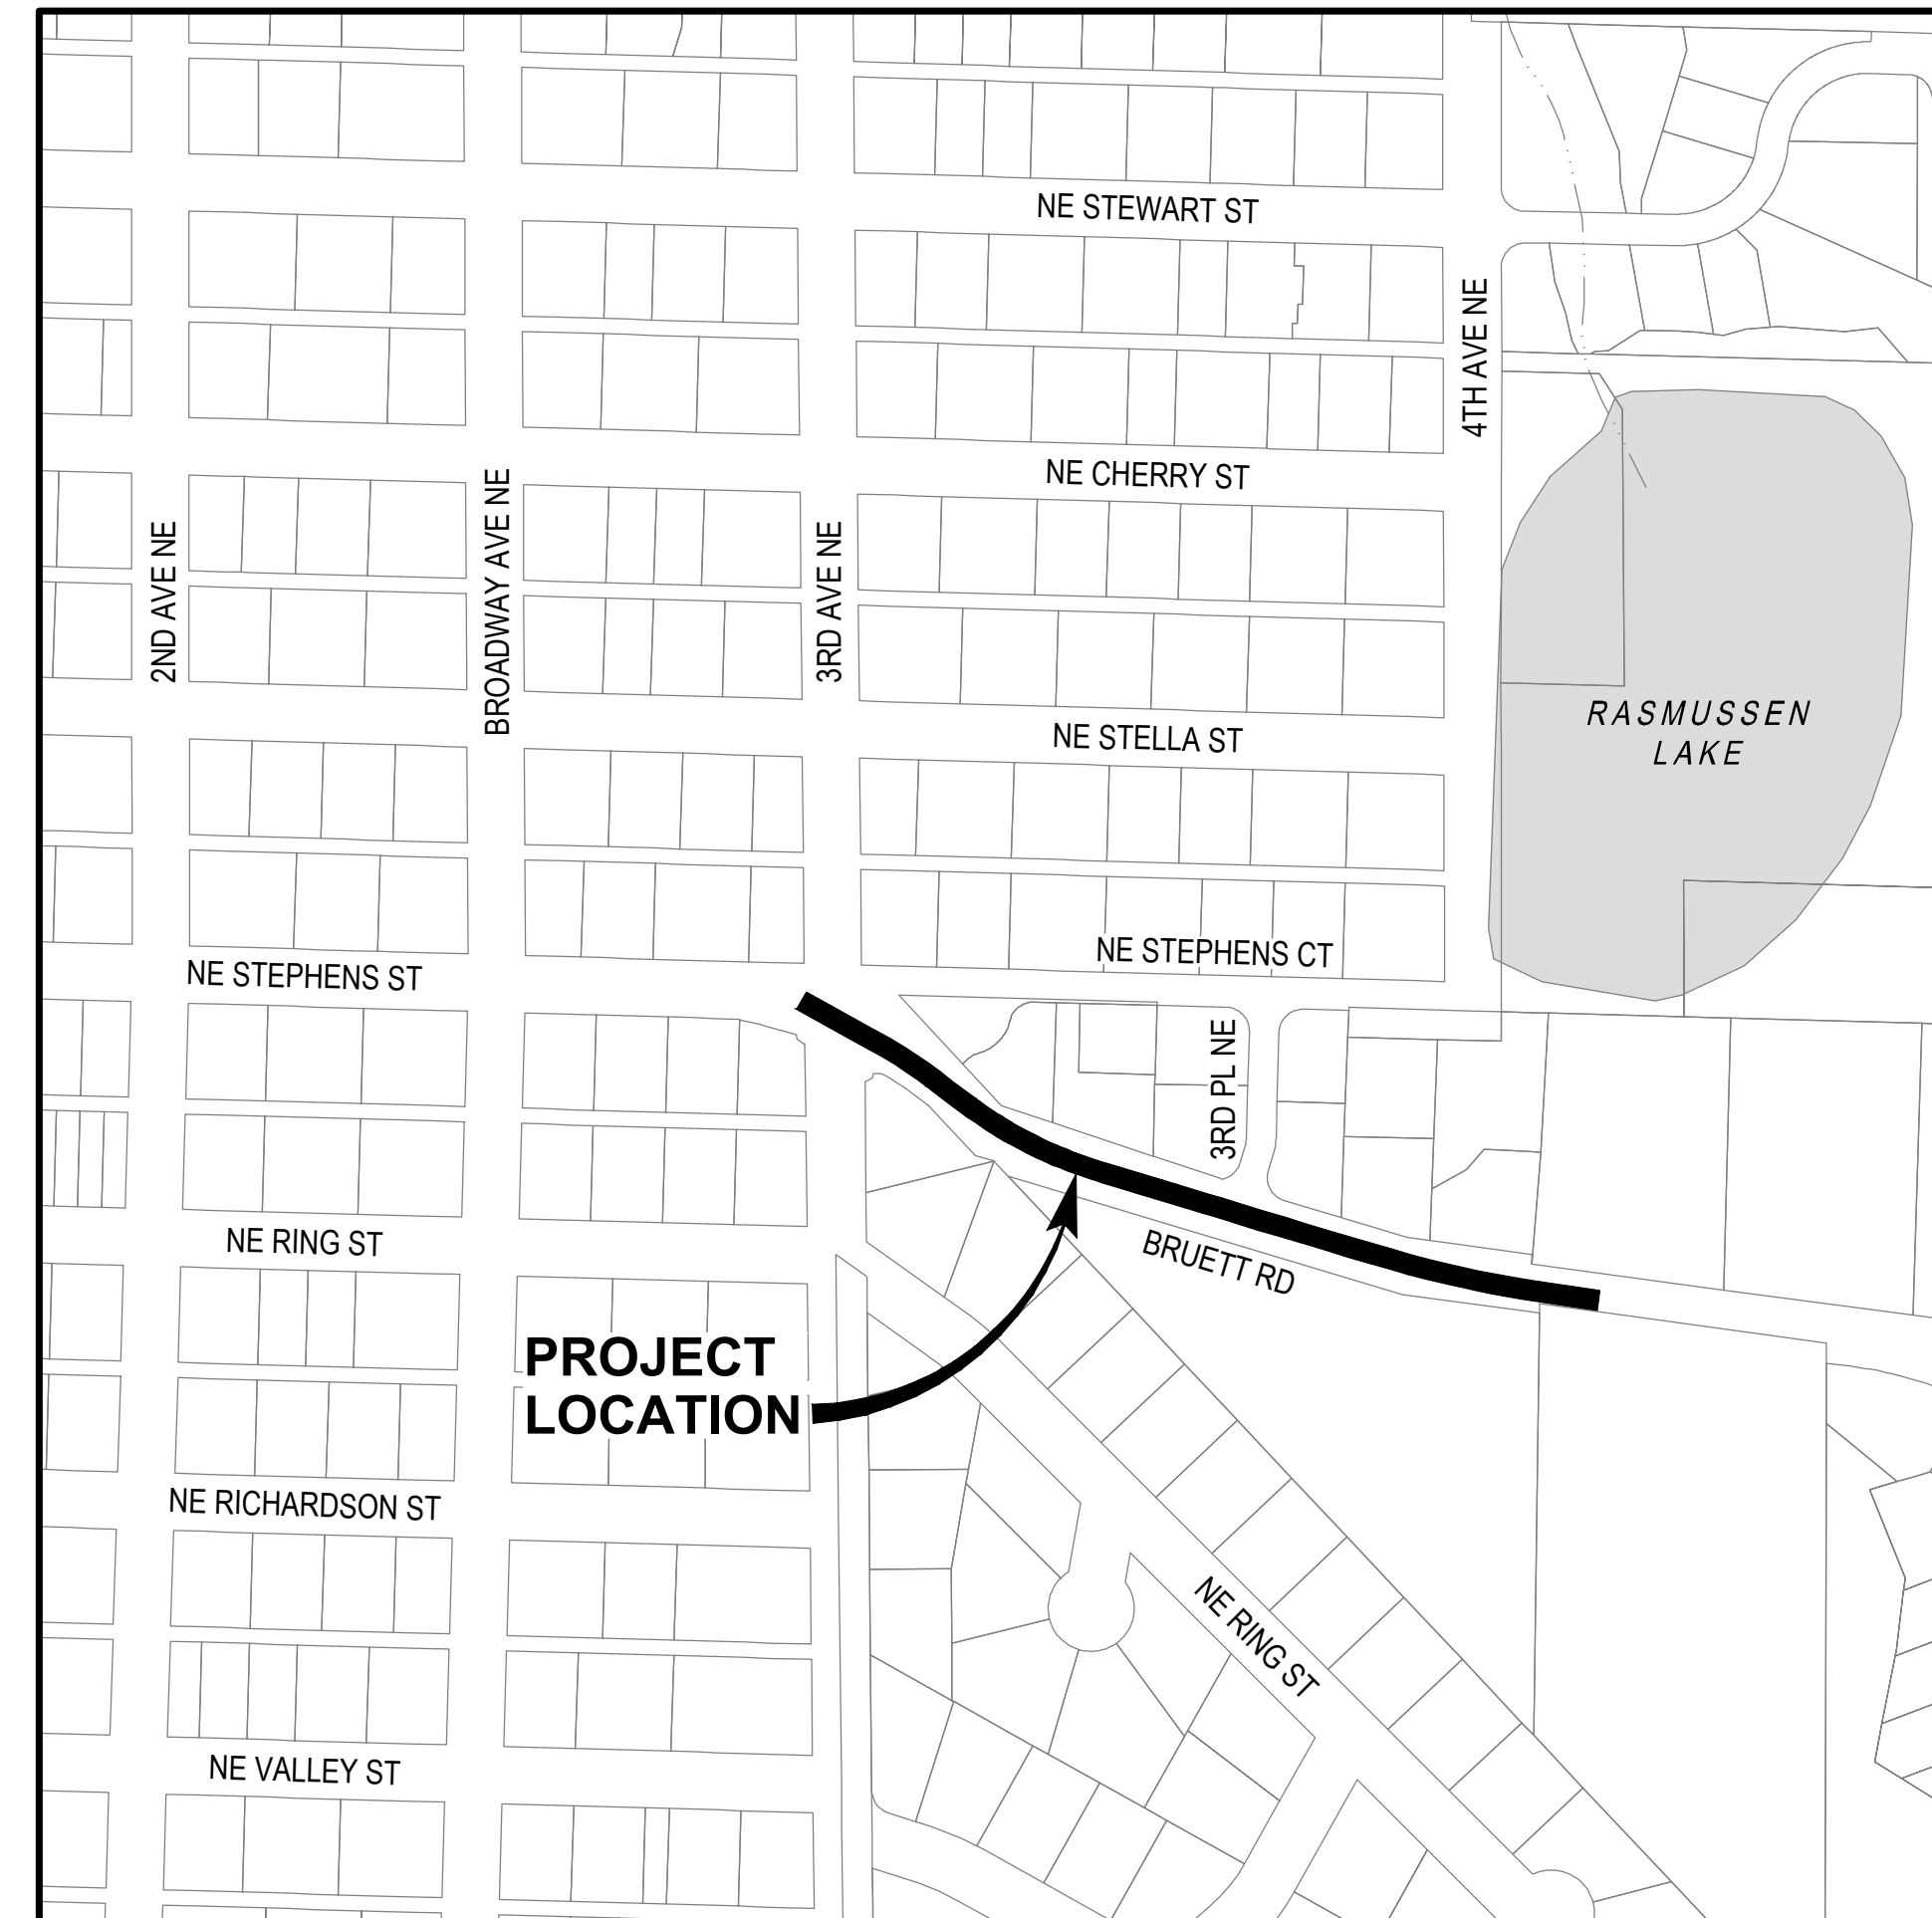 NE STEWART ST
4TH AVE NE
NE CHERRY ST
2ND AVE NE
BROADWAY AVE NE
3RD AVE NE
RASMUSSEN
LAKE
NE STELLA ST
NE STEPHENS CT
NE STEPHENS ST
3RD PL NE
NE RING ST
BRUETT RD
PROJECT
LOCATION
NE RICHARDSON ST
NE RING ST
NE VALLEY ST